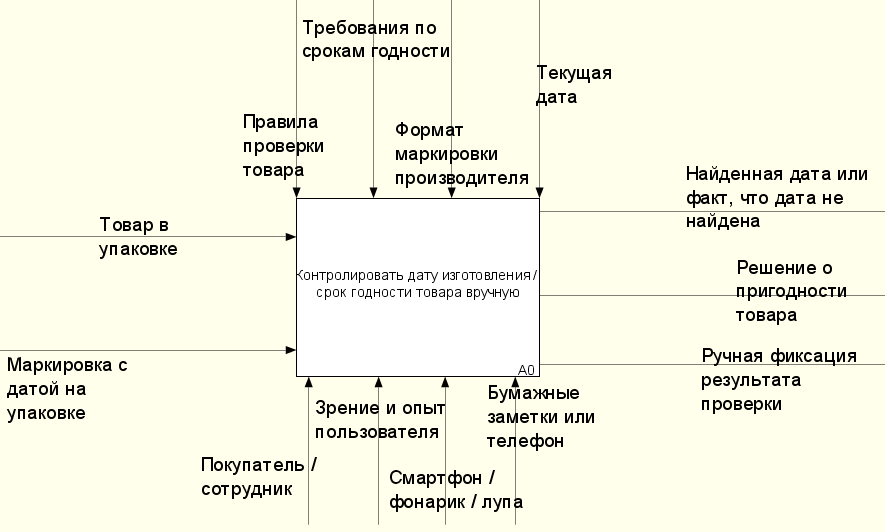 Требования по
срокам годности
Текущая
дата
Правила
проверки
товара
Формат
маркировки
производителя
Найденная дата или
факт, что дата не
найдена
Товар в
упаковке
Контролировать дату изготовления /
срок годности товара вручную
A0
Решение о
пригодности
товара
Маркировка с
датой на
упаковке
Ручная фиксация
результата
проверки
Зрение и опыт
пользователя
Бумажные
заметки или
телефон
Покупатель /
сотрудник
Смартфон /
фонарик / лупа